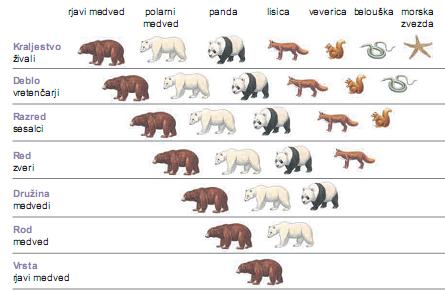 rjavi medved polarni medved panda lisica veverica belouška morska zvezda
Kraljestvo
živali
Deblo
vretenčarji
Razred
sesalci
Red
zveri
Družina
medvedi
Rod
medved
Vrsta
rjavi medved